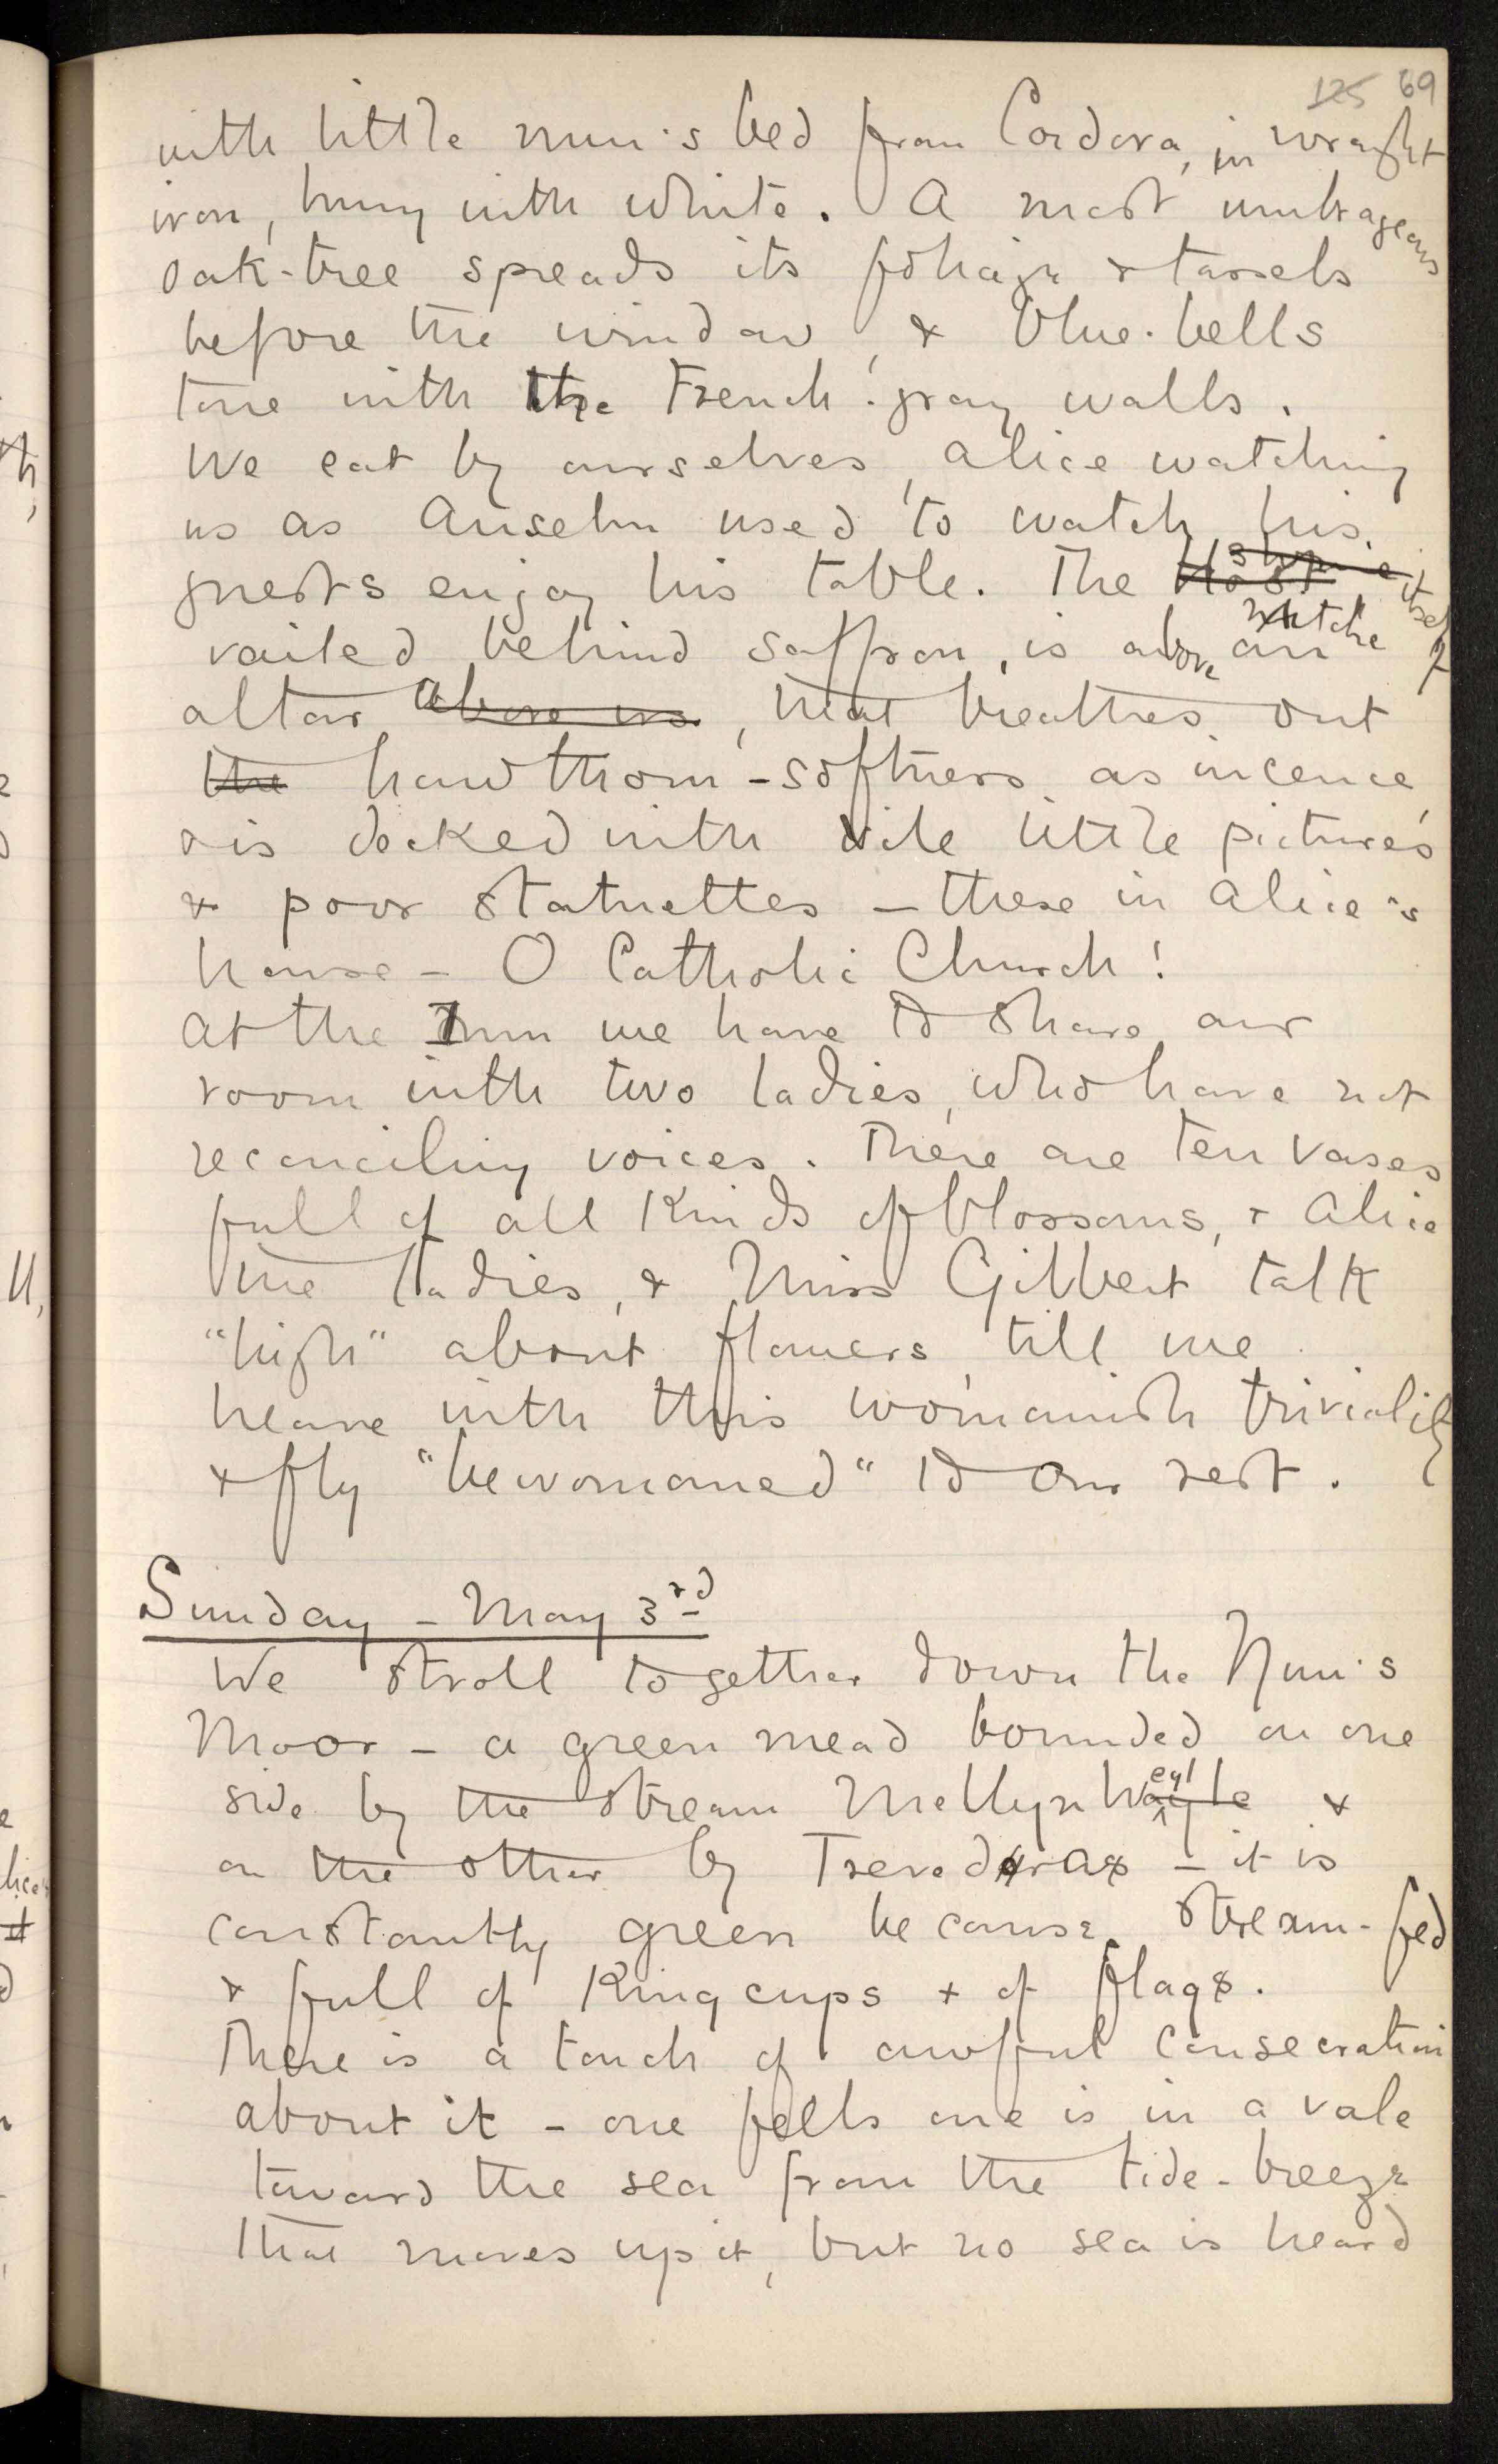 125 69
with little nun's bed from Cordova, in wrought
iron, hung with white. A most umbrageous
oak-tree spreads its foliage & tassels
before the window, & blue-bells
tone with the French-gray walls.
We eat by ourselves, Alice watching
us as Anselm used to watch his
guests enjoy his table. The Host shrine itself
vailed behind saffron, is above an
altar above us, that breathes out
the hawthorn-softness as incence,
& is decked with vile little pictures
& poor statuettes — these in Alice's
house — O Catholic Church!
At the Inn we have to share our
room with two ladies, who have not
reconciling voices. There are ten vases
full of all kinds of blossoms, & Alice
the ladies, & Miss Gilbert talk
"high" about flowers, till we
heave with this womanish triviality
& fly "bewomaned" to our rest.
Sunday — May 3rd
We stroll together down the Nun's
Moor — a green mead bounded on one
side by the stream &
on the other by — it is
constantly green because stream-fed
& full of King cups & of flags.
There is a touch of awful consecration
about it — one fells one is in a vale
toward the sea from the tide-breeze
that moves up it, but no sea is heard